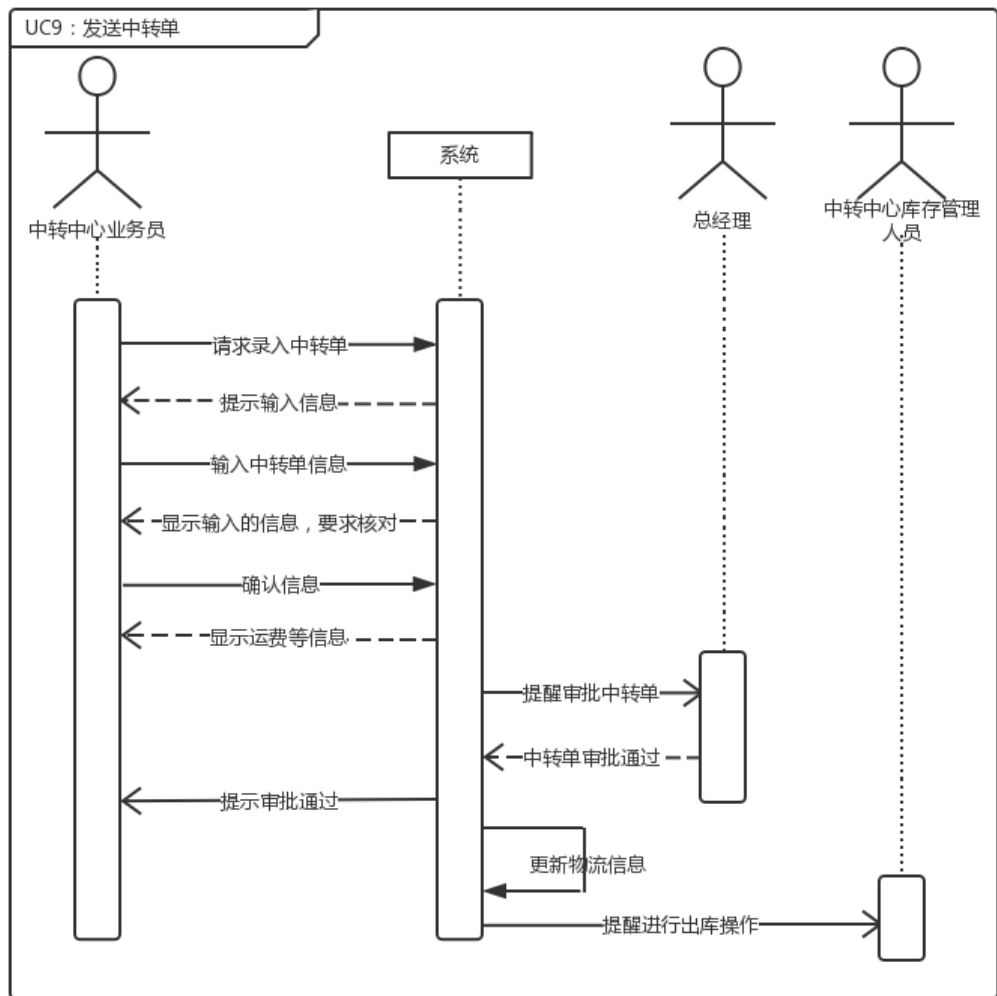 UC9：发送中转单
系统
中转中心业务员
总经理
中转中心库存管理
人员
请求录入中转单
提示输入信息
输入中转单信息
显示输入的信息，要求核对
确认信息
显示运费等信息
提醒审批中转单
中转单审批通过
提示审批通过
更新物流信息
提醒进行出库操作